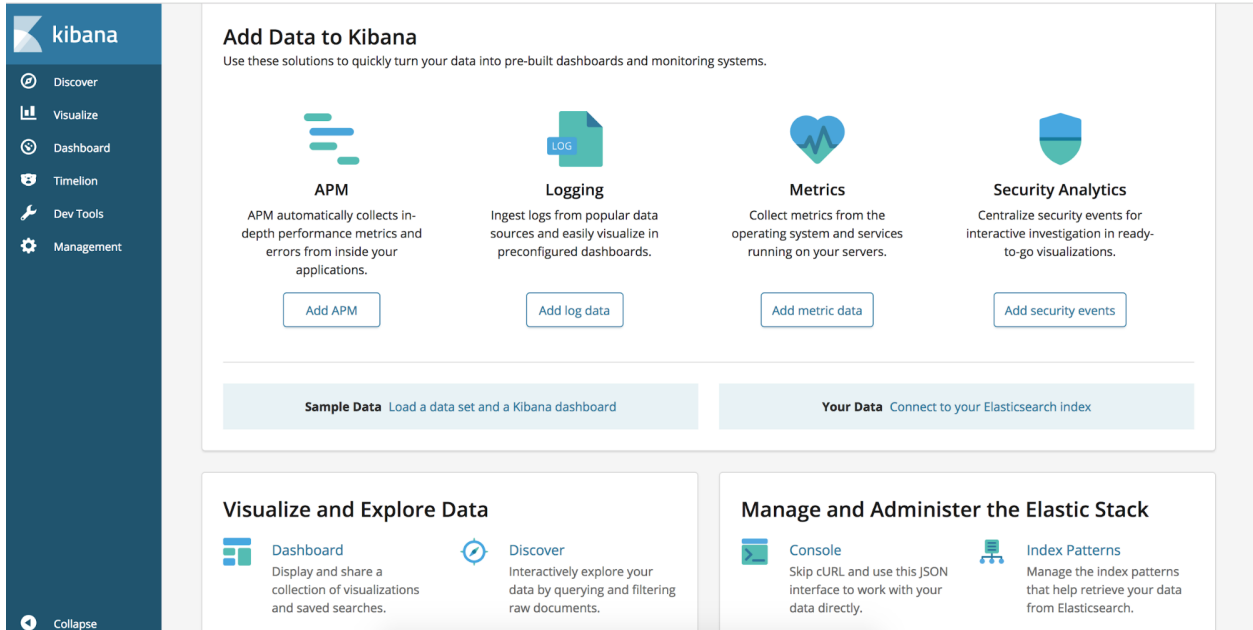 kibana
Discover
Visualize
Dashboard
Timelion
Dev Tools
Management
Collapse
Add Data to Kibana
Use these solutions to quickly turn your data into pre-built dashboards and monitoring systems.
APM
APM automatically collects in-
depth performance metrics and
errors from inside your
applications.
Add APM
LOG
Logging
Ingest logs from popular data
sources and easily visualize in
preconfigured dashboards.
Add log data
Metrics
Collect metrics from the
operating system and services
running on your servers.
Add metric data
Security Analytics
Centralize security events for
interactive investigation in ready-
to-go visualizations.
Add security events
Sample Data Load a data set and a Kibana dashboard
Your Data Connect to your Elasticsearch index
Visualize and Explore Data
Dashboard
Display and share a
collection of visualizations
and saved searches.
Discover
Interactively explore your
data by querying and filtering
raw documents.
Manage and Administer the Elastic Stack
Console
Skip cURL and use this JSON
interface to work with your
data directly.
Index Patterns
Manage the index patterns
that help retrieve your data
from Elasticsearch.